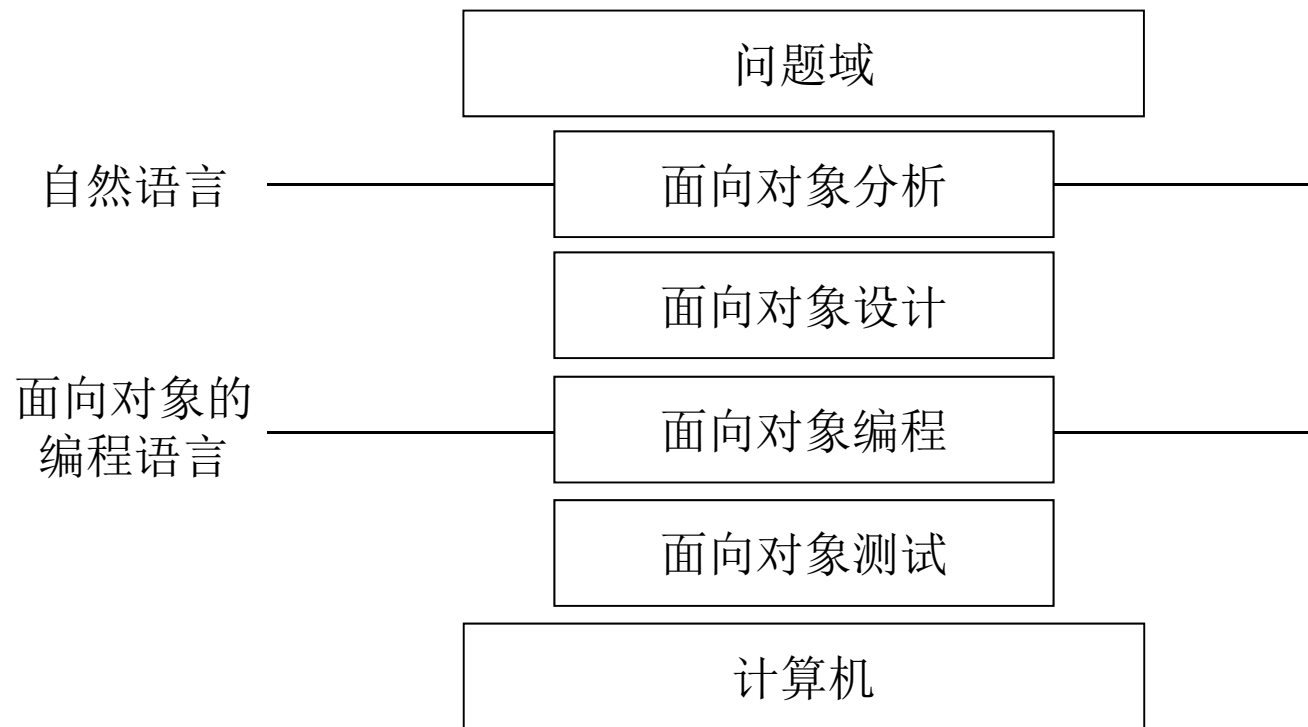 问题域
自然语言
面向对象分析
面向对象设计
面向对象的
编程语言
面向对象编程
面向对象测试
计算机